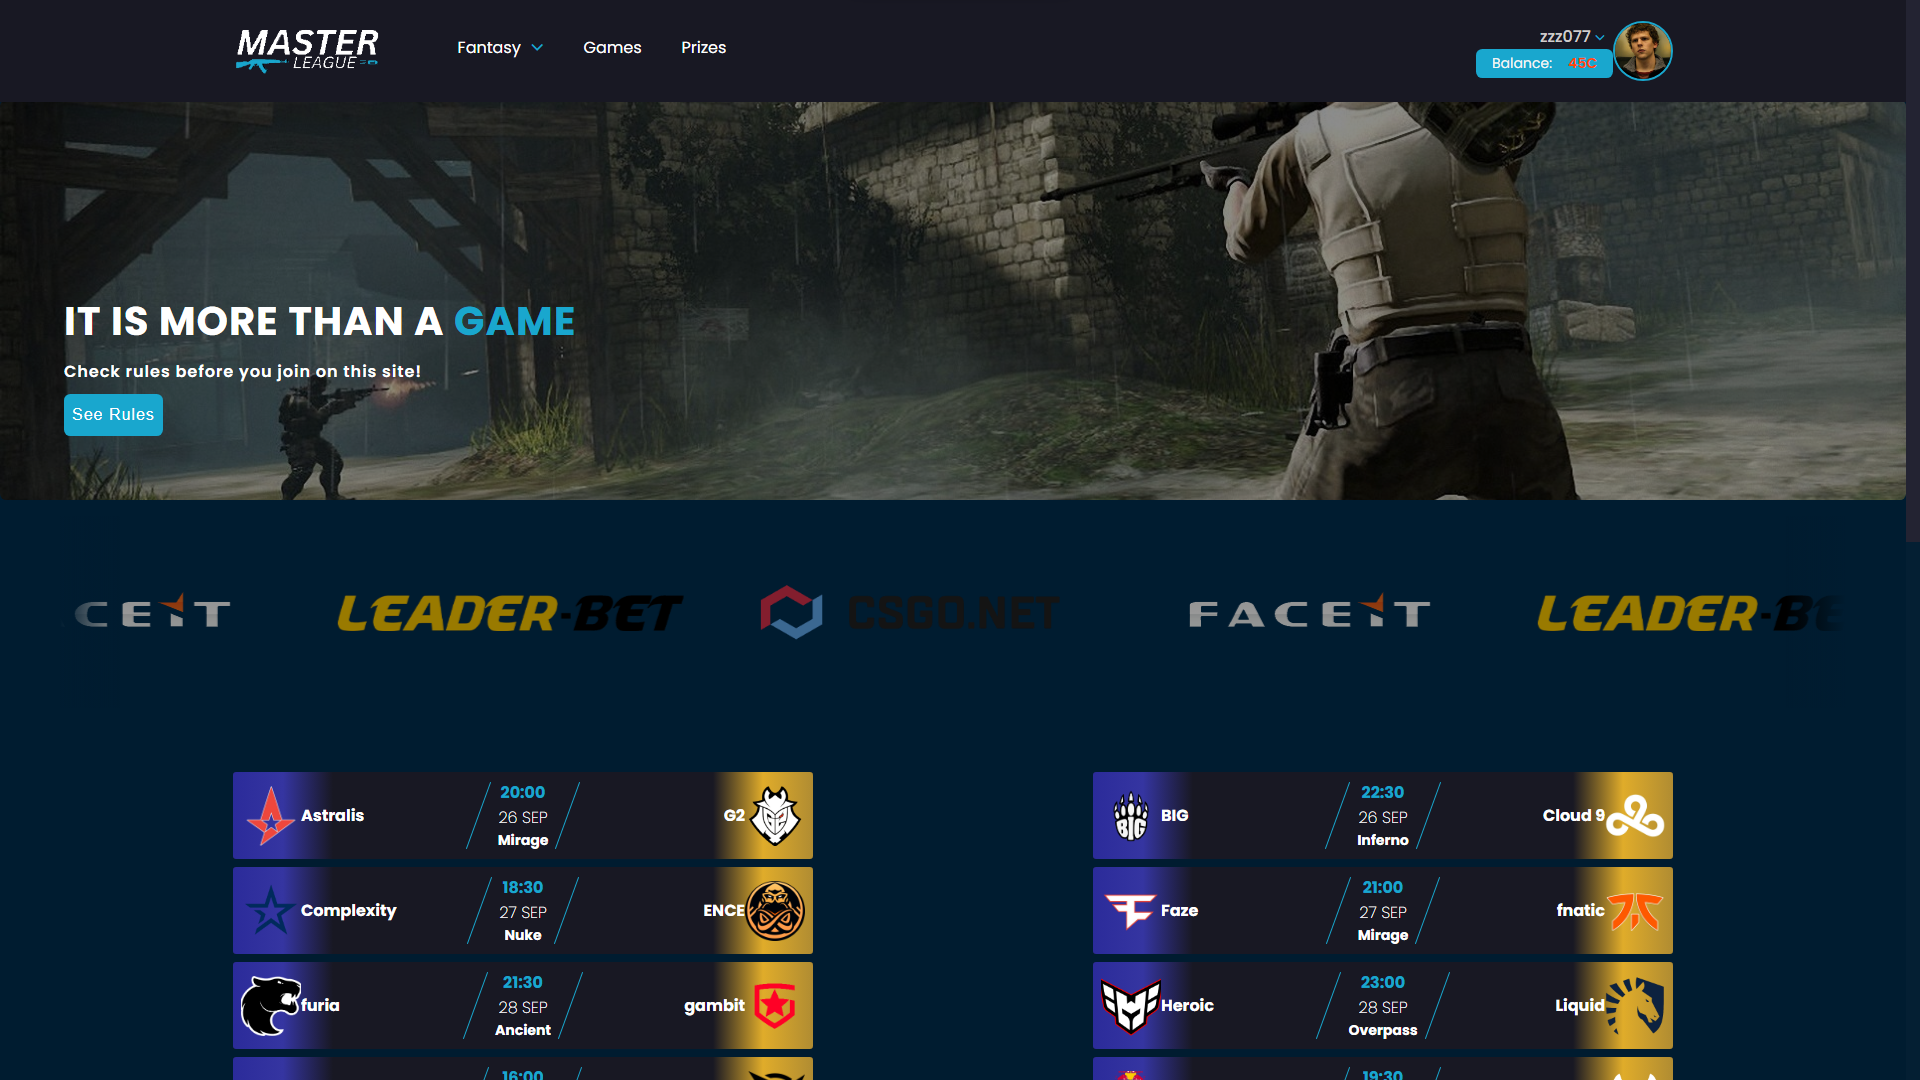 MASTER
LEAGUE
Fantasy
Games
Prizes
zzz077
Balance: 45C
IT IS MORE THAN A GAME
Check rules before you join on this site!
See Rules
CEIT
LEADER-BET
CSGO.NET
FACEIT
LEADER-BE
Astralis
20:00
26 SEP
Mirage
G2
BIG
BIG
22:30
26 SEP
Inferno
Cloud 9
Complexity
18:30
27 SEP
Nuke
ENCE
Faze
21:00
27 SEP
Mirage
fnatic
furia
21:30
28 SEP
Ancient
gambit
Heroic
23:00
28 SEP
Overpass
Liquid
16:00
19:30